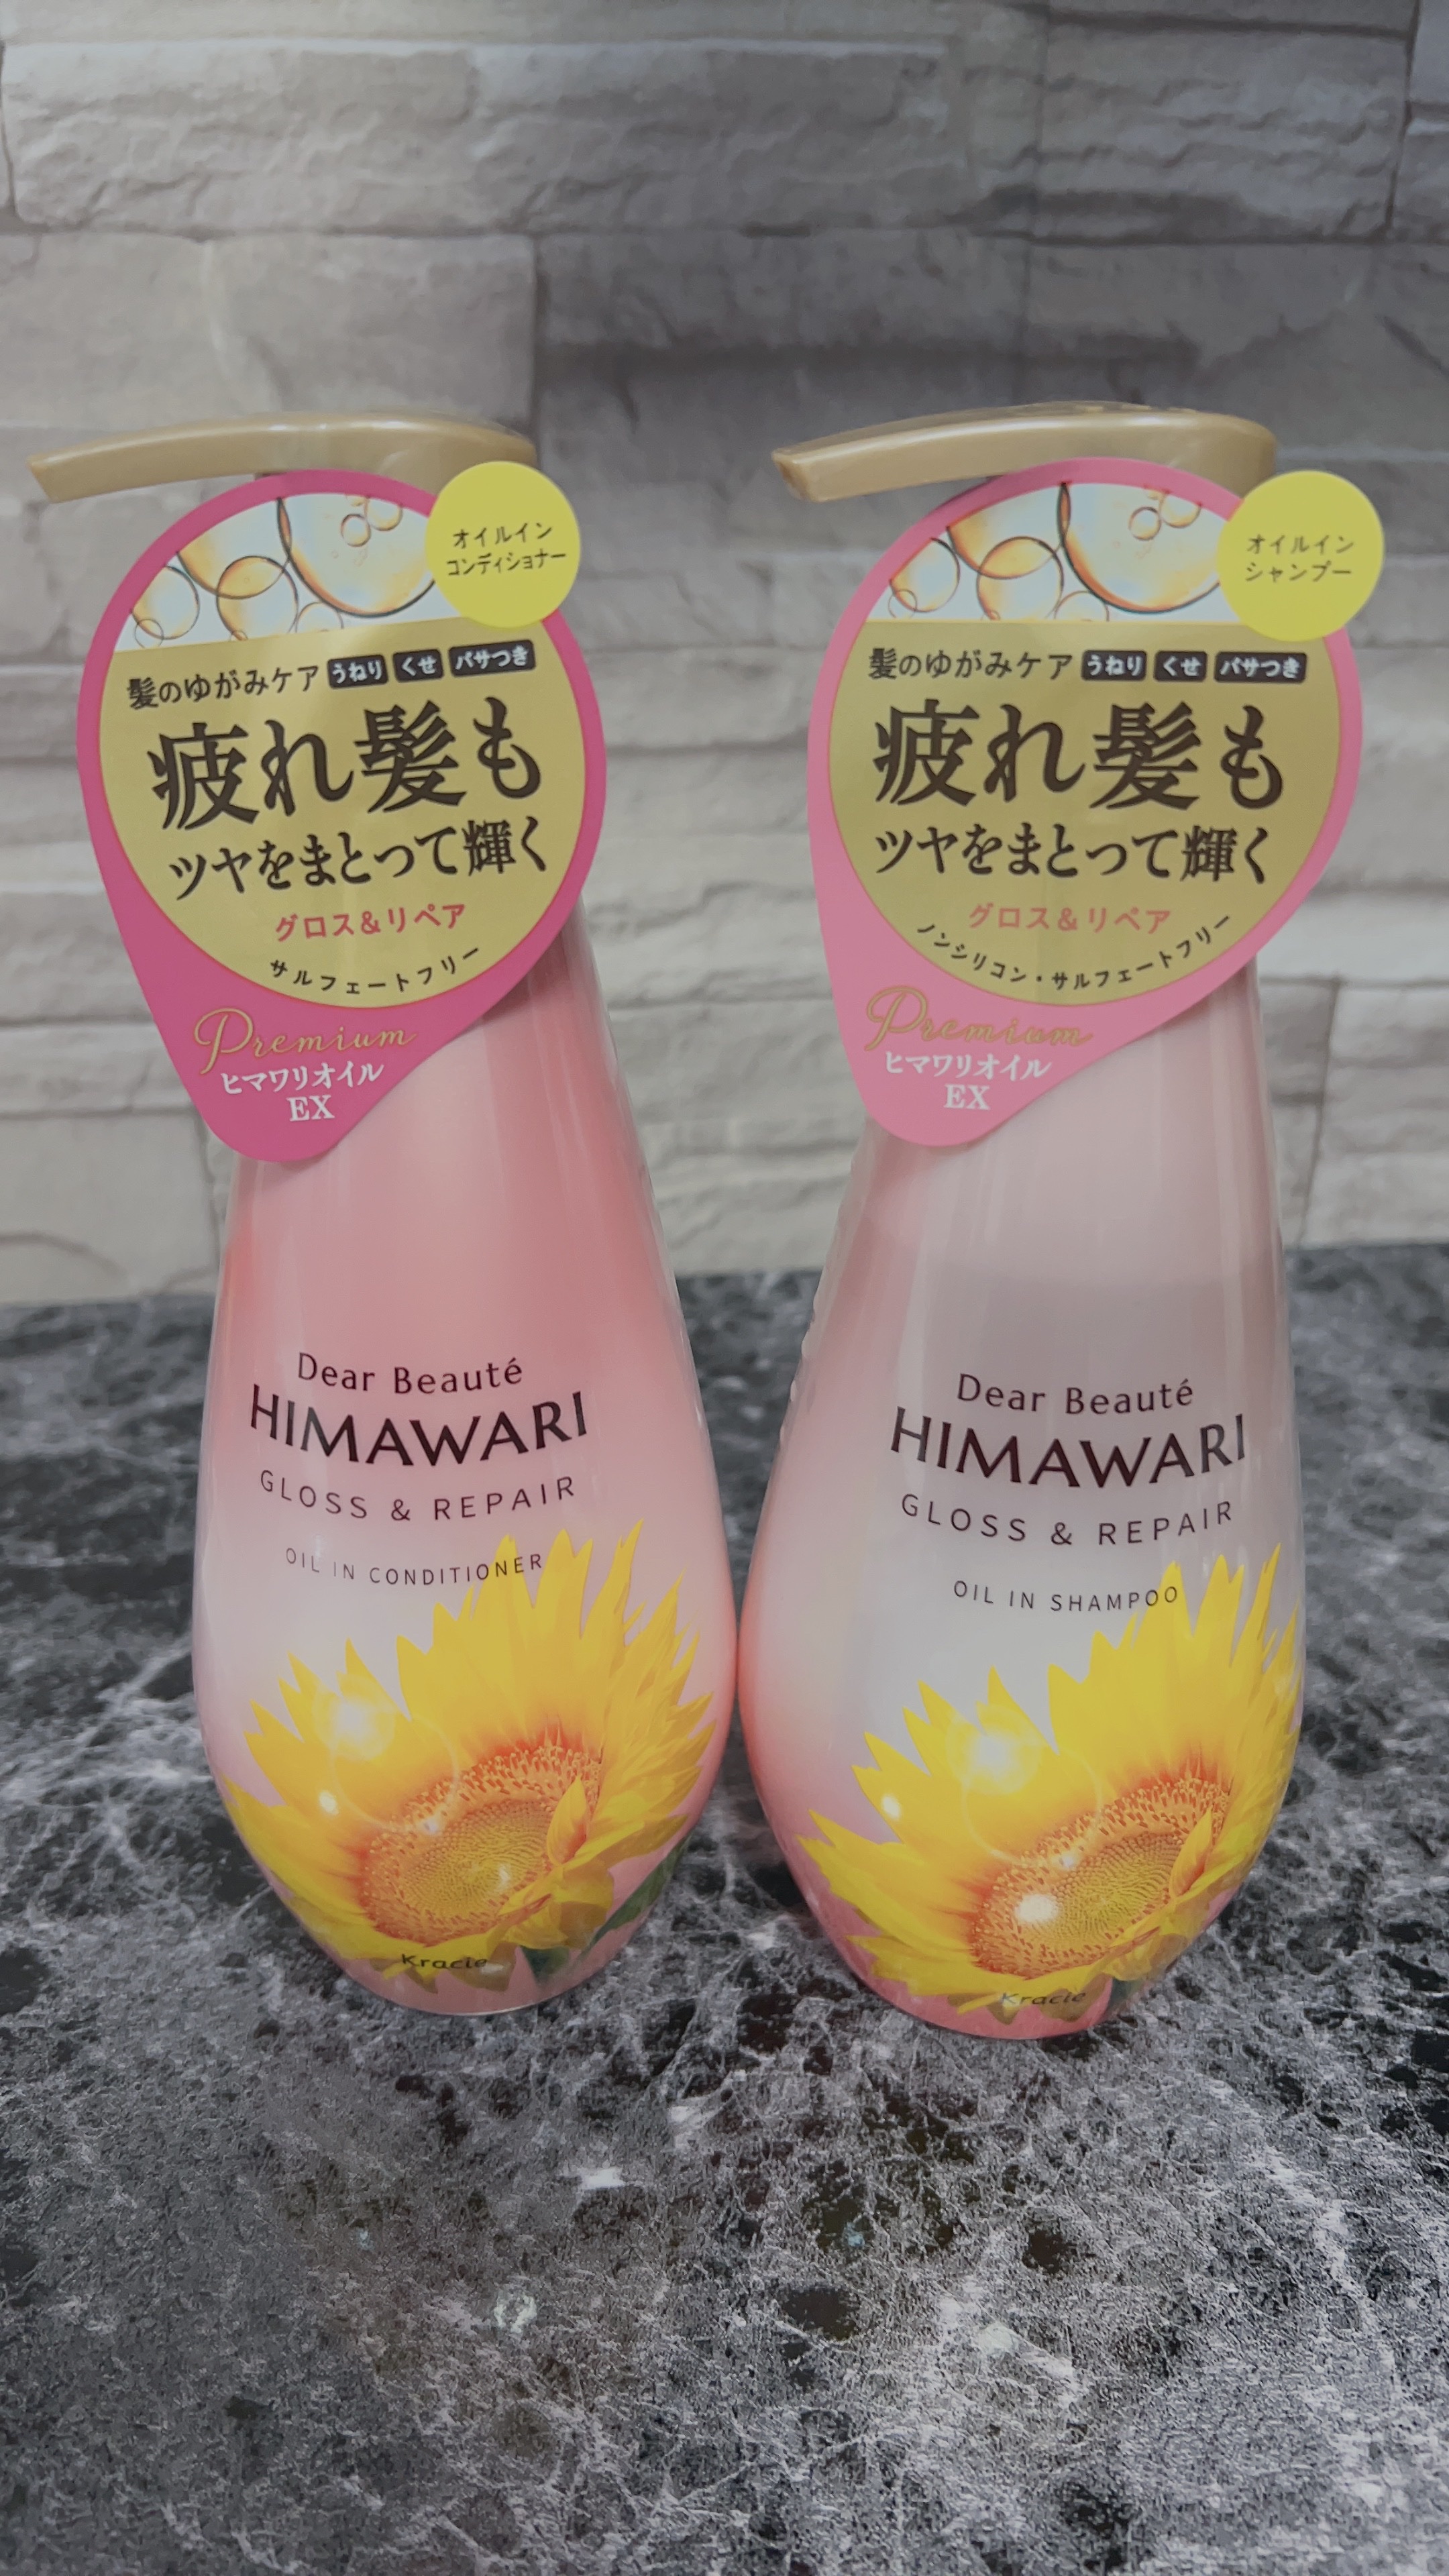 オイルイン
コンディショナー
髪のゆがみケア うねり くせ パサつき
疲れ髪も
ツヤをまとって輝く
グロス&リペア
サルフェートフリー
Premium
ヒマワリオイル
EX
Dear Beauté
HIMAWARI
GLOSS & REPAIR
OIL IN CONDITIONER
Kracie
オイルイン
シャンプー
髪のゆがみケア うねり くせ パサつき
疲れ髪も
ツヤをまとって輝く
グロス&リペア
ノンシリコン・サルフェートフリー
Premium
ヒマワリオイル
EX
Dear Beauté
HIMAWARI
GLOSS & REPAIR
OIL IN SHAMPOO
Kracie